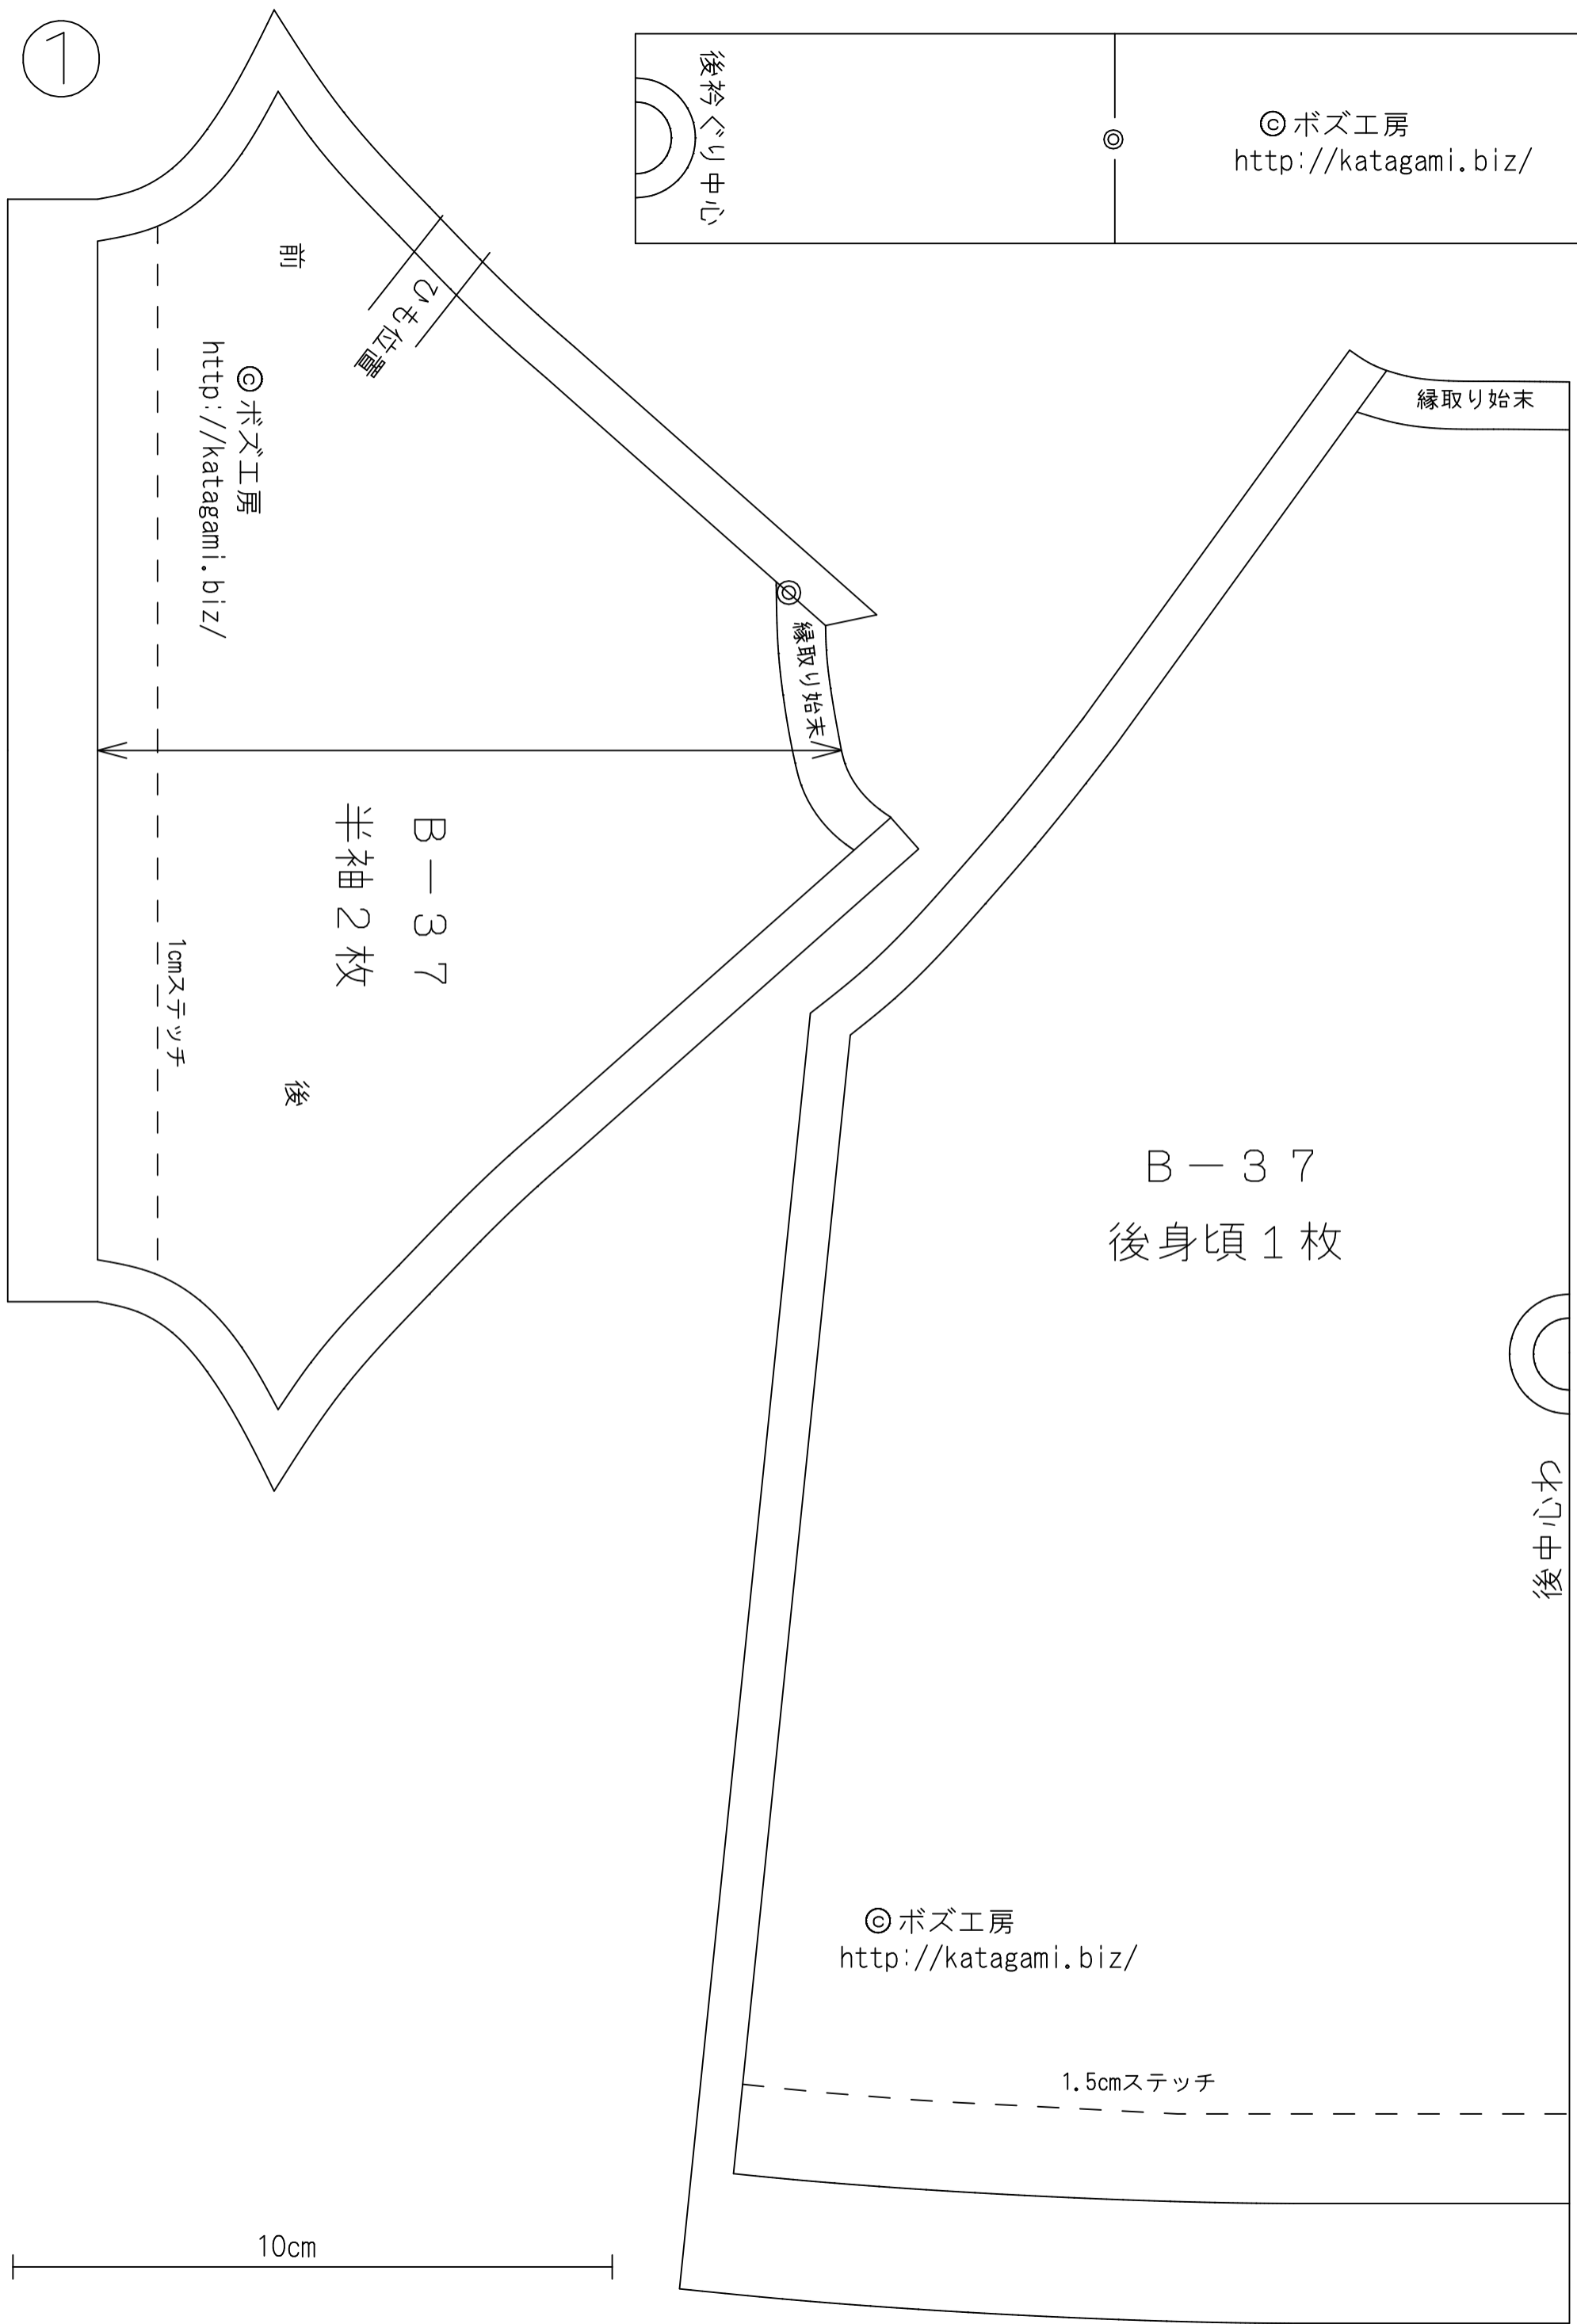 ①
後衿ぐり中心
©ボズ工房
http://katagami.biz/
前
ひも位置
©ボズ工房
http://katagami.biz/
縁取り始末
縁取り始末
B－37
半袖2枚
1cmステッチ
後
B－37
後身頃1枚
後中心わ
©ボズ工房
http://katagami.biz/
1.5cmステッチ
10cm